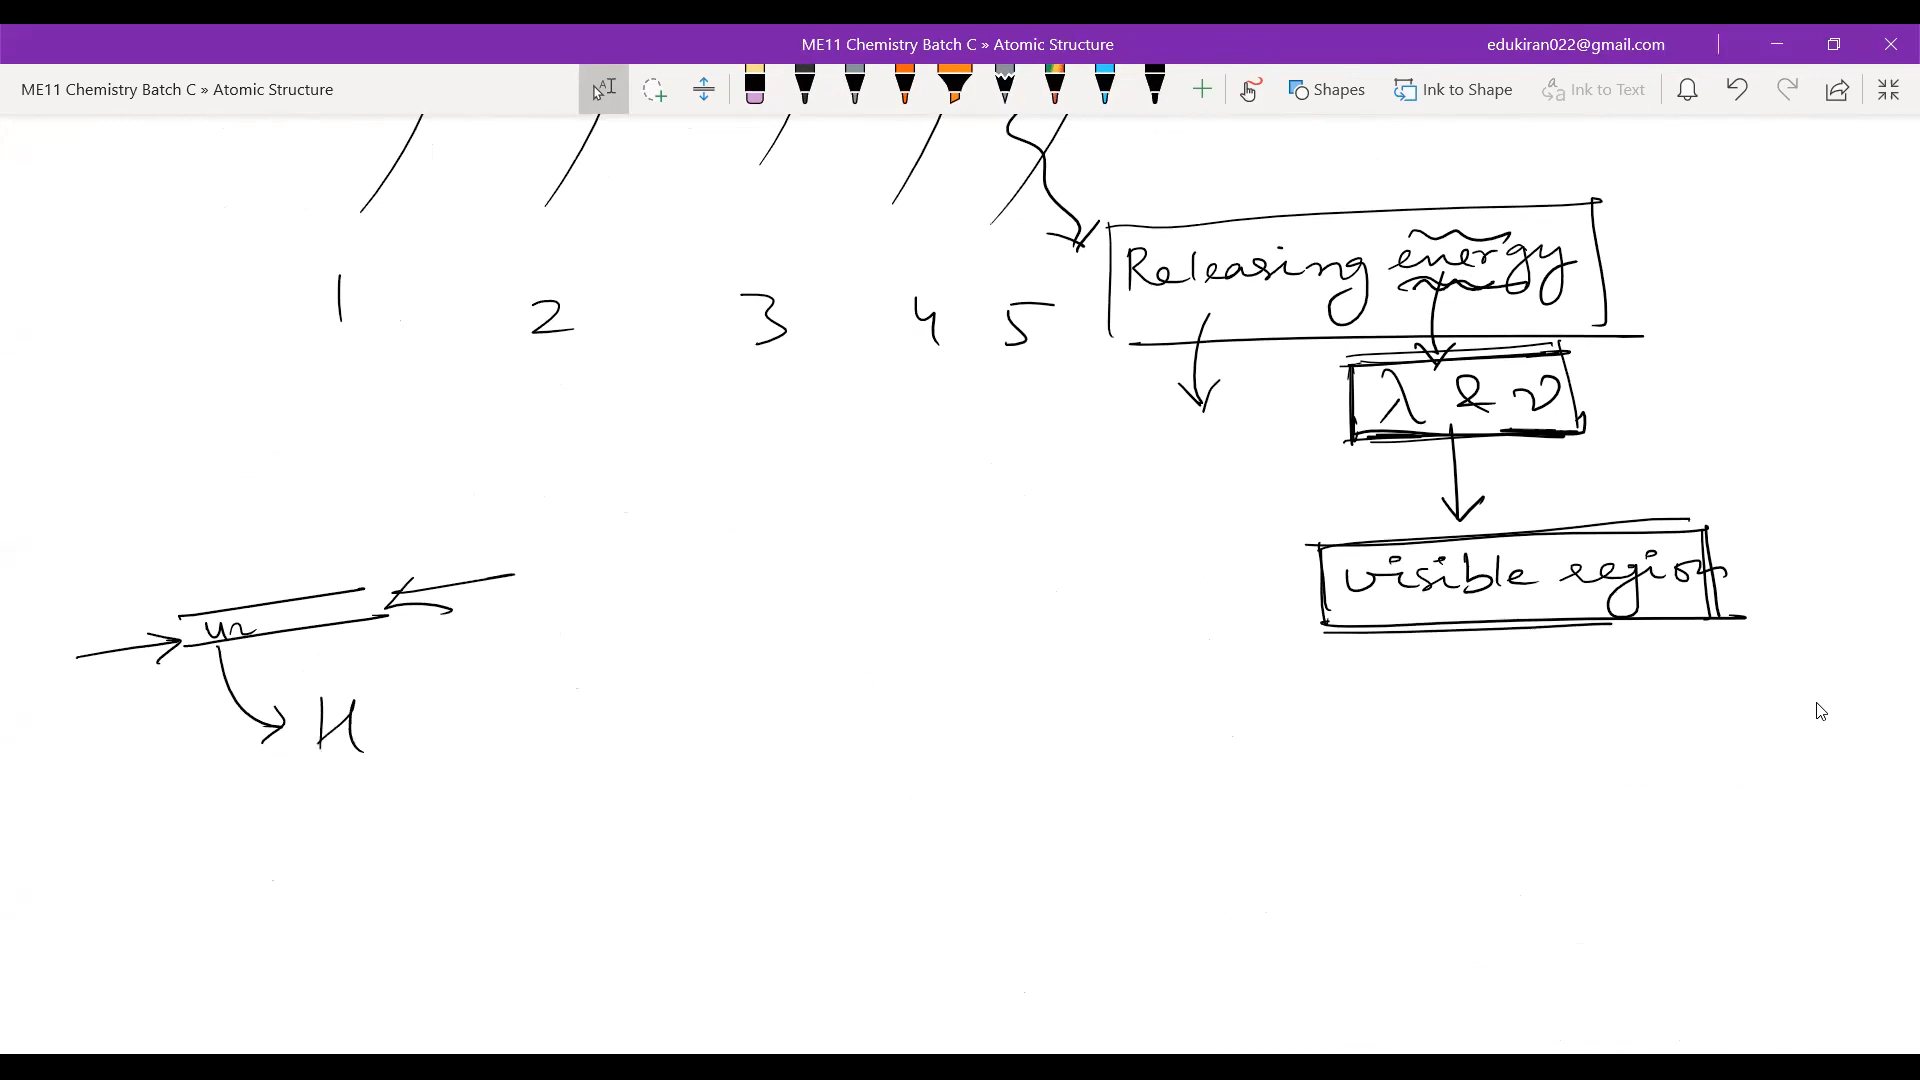 ME11 Chemistry Batch C » Atomic Structure
edukiran022@gmail.com
ME11 Chemistry Batch C » Atomic Structure
Shapes
Ink to Shape
Ink to Text
Releasing energy
1 2 3 4 5
λ & ν
visible region
H